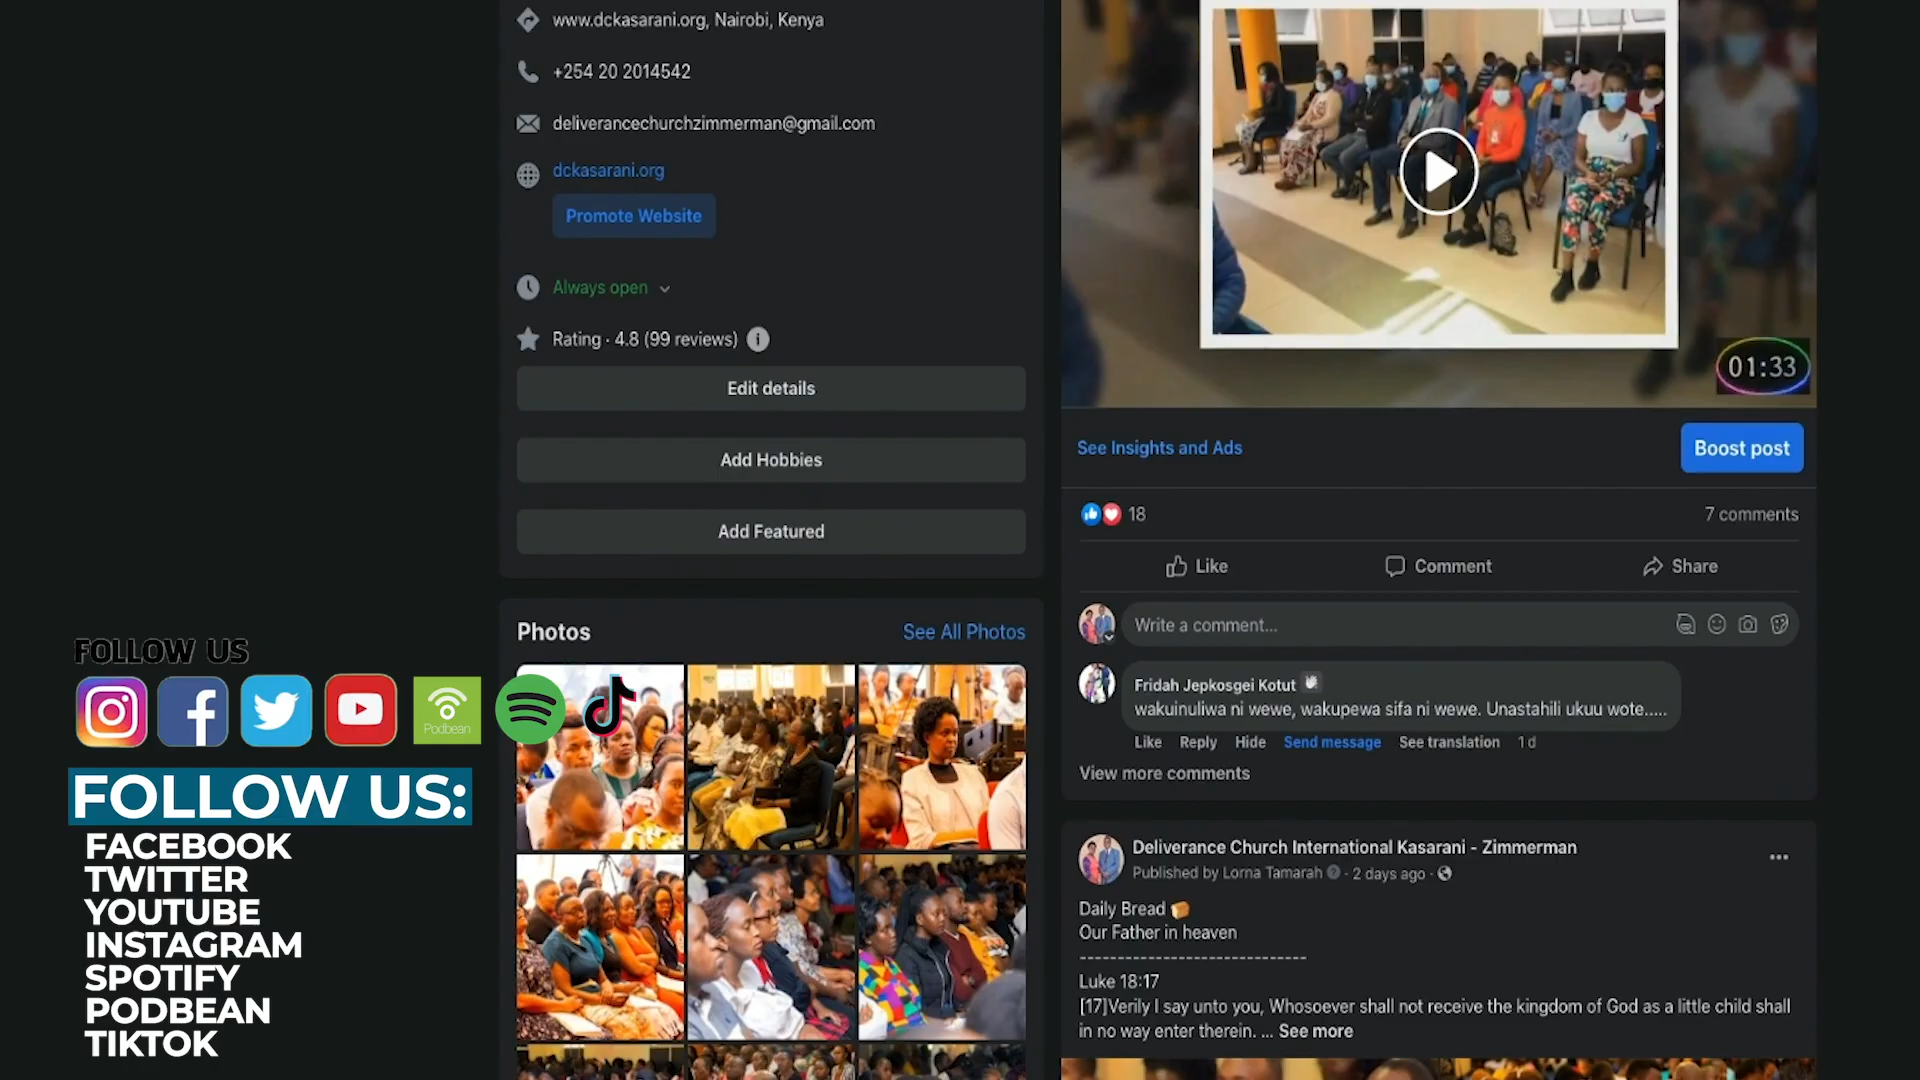 www.dckasarani.org, Nairobi, Kenya
+254 20 2014542
deliverancechurchzimmerman@gmail.com
dckasarani.org
Promote Website
Always open
Rating · 4.8 (99 reviews)
Edit details
Add Hobbies
Add Featured
Photos
See All Photos
FOLLOW US
Podbean
FOLLOW US:
FACEBOOK
TWITTER
YOUTUBE
INSTAGRAM
SPOTIFY
PODBEAN
TIKTOK
01:33
See Insights and Ads
Boost post
18
7 comments
Like
Comment
Share
Write a comment...
Fridah Jepkosgei Kotut
wakuinuliwa ni wewe, wakupewa sifa ni wewe. Unastahili ukuu wote.....
Like Reply Hide Send message See translation 1 d
View more comments
Deliverance Church International Kasarani - Zimmerman
Published by Lorna Tamarah · 2 days ago ·
Daily Bread
Our Father in heaven
-----------------------------
Luke 18:17
[17]Verily I say unto you, Whosoever shall not receive the kingdom of God as a little child shall
in no way enter therein. ... See more